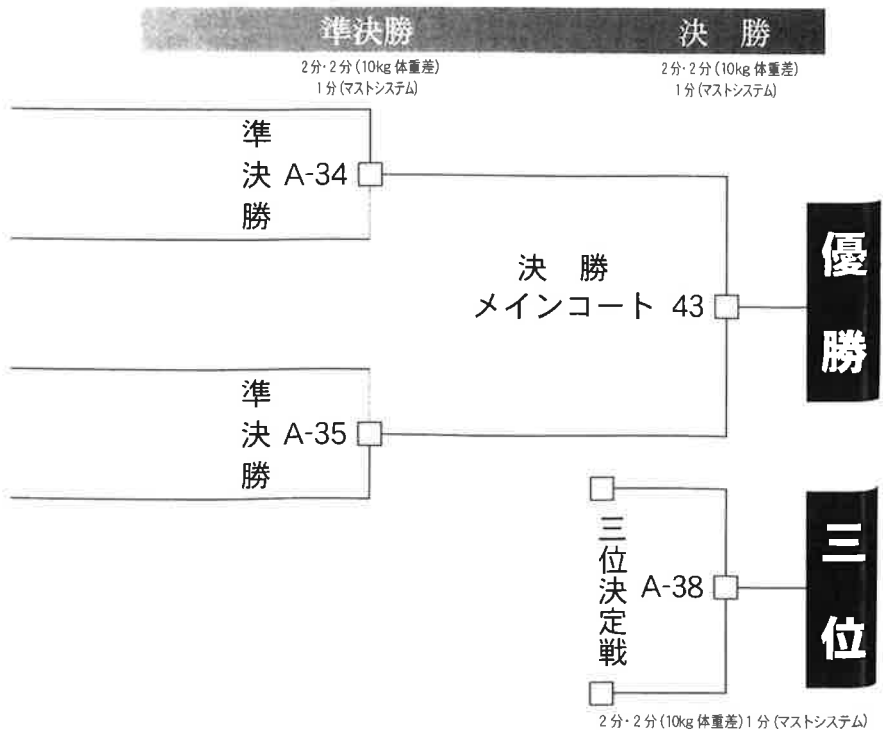 準決勝
決　勝
2分・2分(10kg 体重差)
1分(マストシステム)
2分・2分(10kg 体重差)
1分(マストシステム)
準決勝
A-34
決　勝
メインコート 43
優勝
準決勝
A-35
三位決定戦
A-38
三位
2分・2分(10kg 体重差)1分(マストシステム)